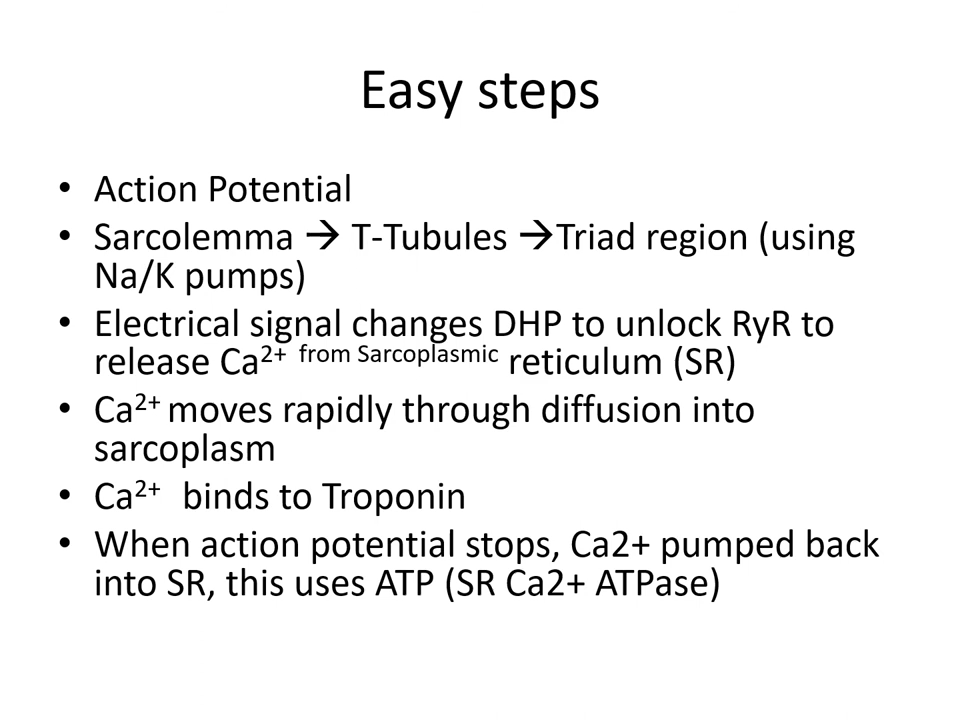 Easy steps
• Action Potential
• Sarcolemma → T-Tubules →Triad region (using
Na/K pumps)
• Electrical signal changes DHP to unlock RyR to
release Ca²⁺ from Sarcoplasmic reticulum (SR)
• Ca²⁺ moves rapidly through diffusion into
sarcoplasm
• Ca²⁺ binds to Troponin
• When action potential stops, Ca2+ pumped back
into SR, this uses ATP (SR Ca2+ ATPase)